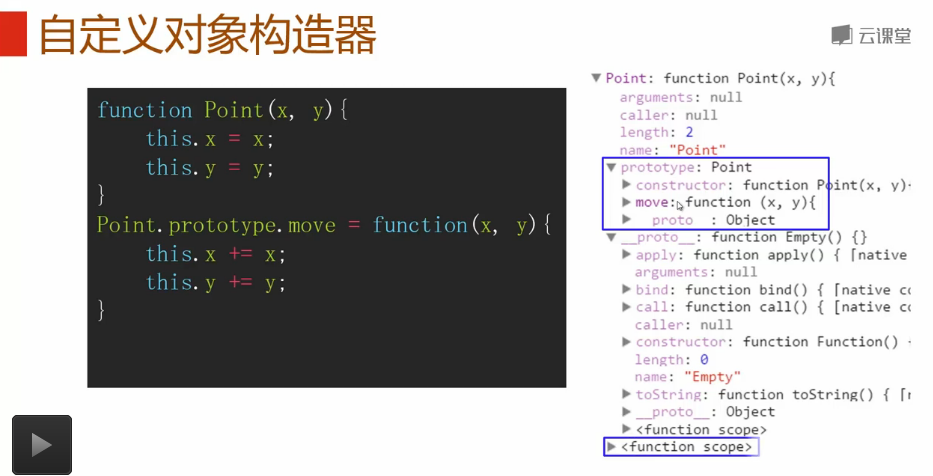 自定义对象构造器
云课堂
function Point(x, y){
this.x = x;
this.y = y;
}
Point.prototype.move = function(x, y){
this.x += x;
this.y += y;
}
▼Point: function Point(x, y){
arguments: null
caller: null
length: 2
name: "Point"
▼prototype: Point
▶constructor: function Point(x, y)
▶move: function (x, y){
▶__proto__: Object
▼__proto__: function Empty() {}
▶apply: function apply() { [native
arguments: null
▶bind: function bind() { [native co
▶call: function call() { [native co
caller: null
▶constructor: function Function()
length: 0
name: "Empty"
▶toString: function toString() { [n
▶__proto__: Object
▶<function scope>
▶<function scope>